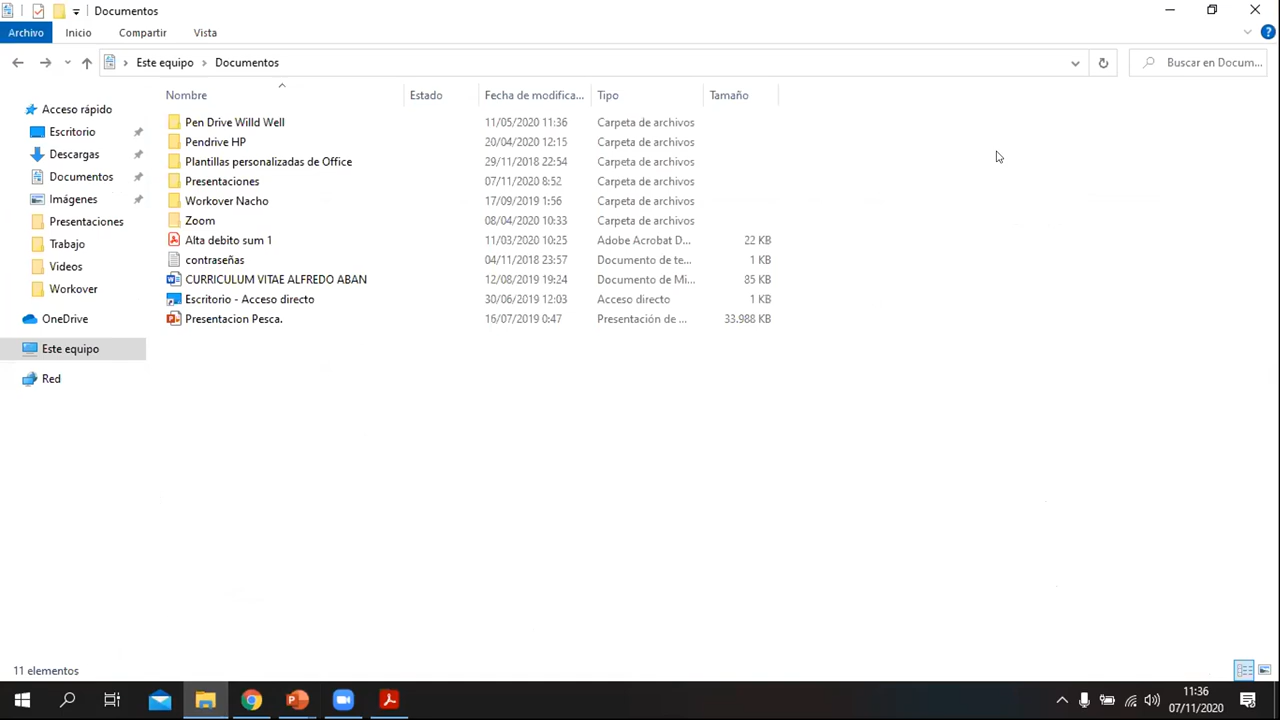 Documentos
Archivo Inicio Compartir Vista
Este equipo Documentos Buscar en Docum...
Nombre Estado Fecha de modifica... Tipo Tamaño
Acceso rápido
Escritorio
Descargas
Documentos
Imágenes
Presentaciones
Trabajo
Videos
Workover
OneDrive
Este equipo
Red
Pen Drive Willd Well 11/05/2020 11:36 Carpeta de archivos
Pendrive HP 20/04/2020 12:15 Carpeta de archivos
Plantillas personalizadas de Office 29/11/2018 22:54 Carpeta de archivos
Presentaciones 07/11/2020 8:52 Carpeta de archivos
Workover Nacho 17/09/2019 1:56 Carpeta de archivos
Zoom 08/04/2020 10:33 Carpeta de archivos
Alta debito sum 1 11/03/2020 10:25 Adobe Acrobat D... 22 KB
contraseñas 04/11/2018 23:57 Documento de te... 1 KB
CURRICULUM VITAE ALFREDO ABAN 12/08/2019 19:24 Documento de Mi... 85 KB
Escritorio - Acceso directo 30/06/2019 12:03 Acceso directo 1 KB
Presentacion Pesca. 16/07/2019 0:47 Presentación de ... 33.988 KB
11 elementos
11:36
07/11/2020